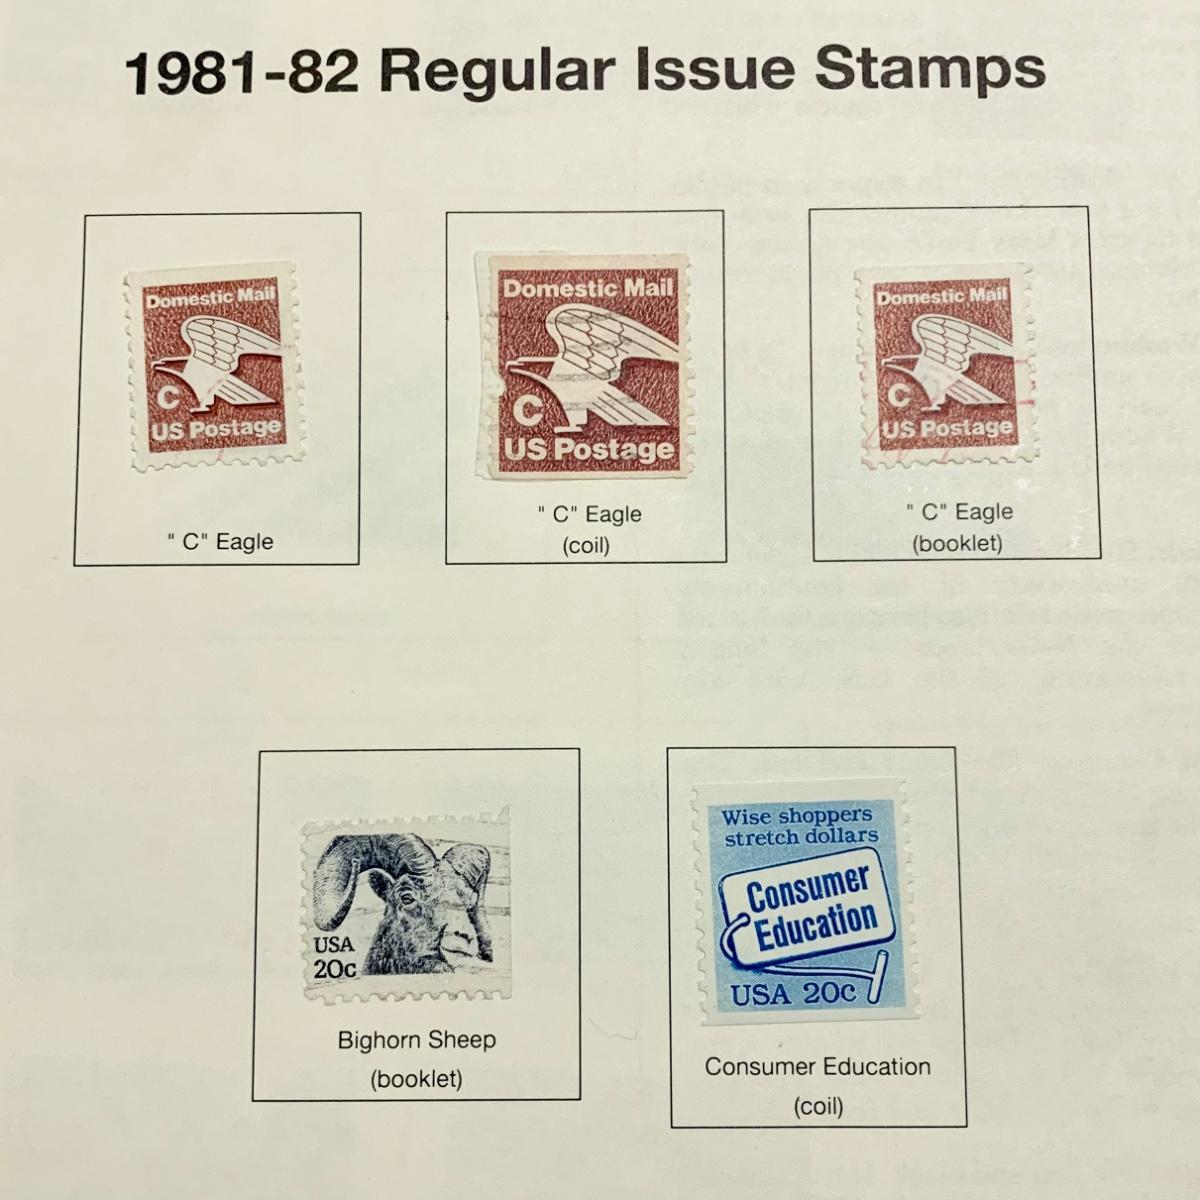 1981-82 Regular Issue Stamps
Domestic Mail
C
US Postage
" C" Eagle
Domestic Mail
C
US Postage
" C" Eagle
(coil)
Domestic Mail
C
US Postage
" C" Eagle
(booklet)
USA
20c
Bighorn Sheep
(booklet)
Wise shoppers
stretch dollars
Consumer
Education
USA 20c
Consumer Education
(coil)